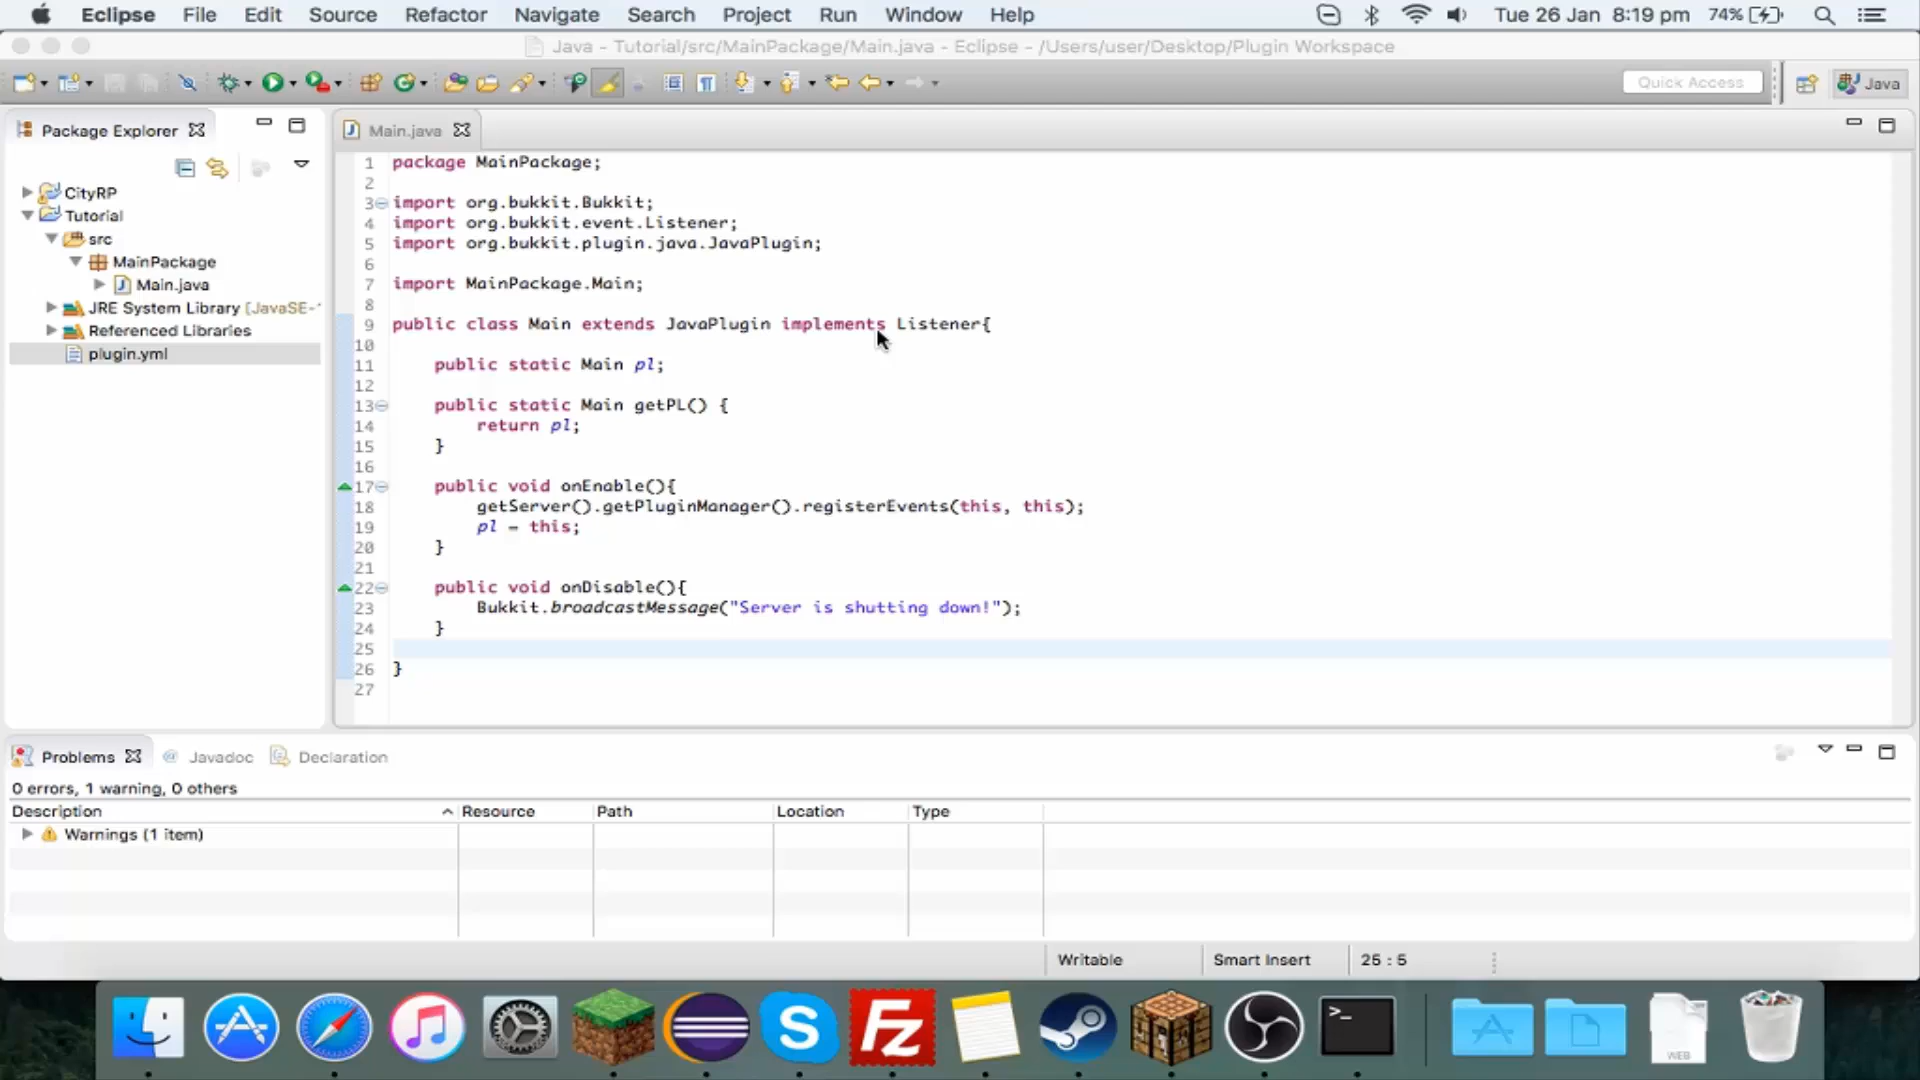 Eclipse File Edit Source Refactor Navigate Search Project Run Window Help Tue 26 Jan 8:19 pm 74%
Java - Tutorial/src/MainPackage/Main.java - Eclipse - /Users/user/Desktop/Plugin Workspace
Quick Access Java
Package Explorer
CityRP
Tutorial
src
MainPackage
Main.java
JRE System Library [JavaSE-
Referenced Libraries
plugin.yml
Main.java
1 package MainPackage;
2
3 import org.bukkit.Bukkit;
4 import org.bukkit.event.Listener;
5 import org.bukkit.plugin.java.JavaPlugin;
6
7 import MainPackage.Main;
8
9 public class Main extends JavaPlugin implements Listener{
10
11 public static Main pl;
12
13 public static Main getPL() {
14 return pl;
15 }
16
17 public void onEnable(){
18 getServer().getPluginManager().registerEvents(this, this);
19 pl = this;
20 }
21
22 public void onDisable(){
23 Bukkit.broadcastMessage("Server is shutting down!");
24 }
25
26 }
27
Problems Javadoc Declaration
0 errors, 1 warning, 0 others
Description Resource Path Location Type
Warnings (1 item)
Writable Smart Insert 25 : 5
S Fz >_ WEB